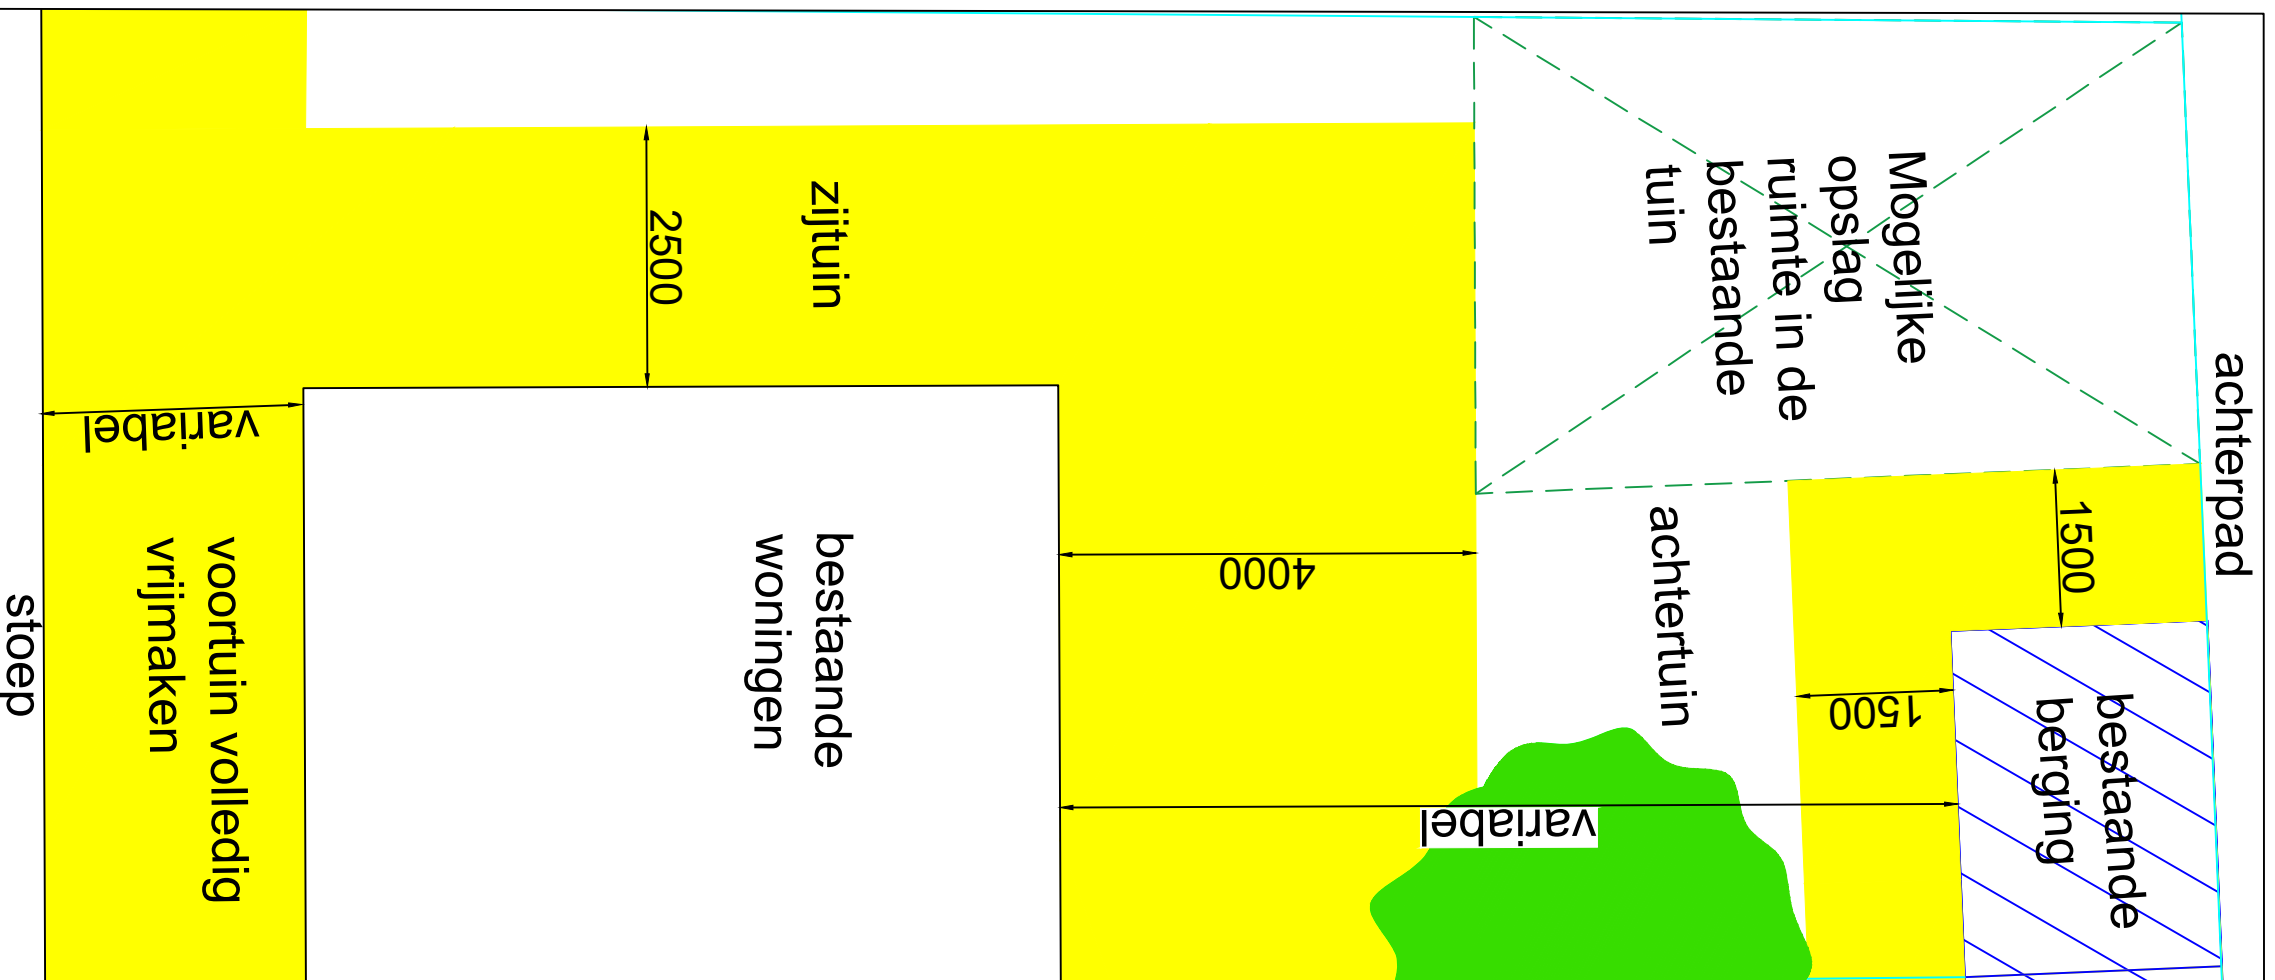 achterpad
Mogelijke
opslag
ruimte in de
bestaande
tuin
1500
1500
bestaande
berging
achtertuin
variabel
4000
zijtuin
2500
bestaande
woningen
variabel
voortuin volledig
vrijmaken
stoep